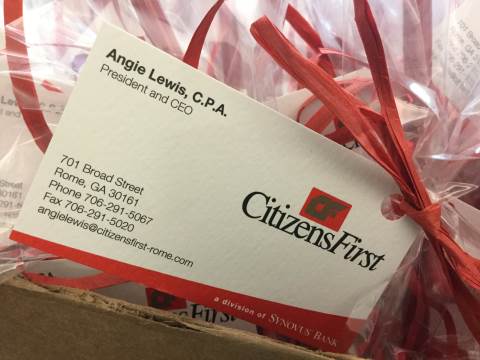 Angie Lewis, C.P.A.
President and CEO
701 Broad Street
Rome, GA 30161
Phone 706-291-5067
Fax 706-291-5020
angielewis@citizensfirst-rome.com
CF
CitizensFirst
a division of SYNOVUS BANK